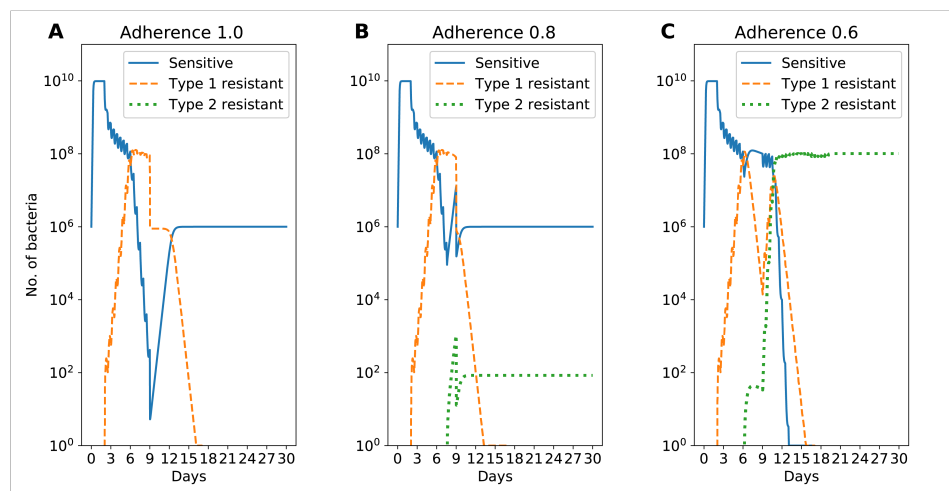 A
Adherence 1.0
Sensitive
Type 1 resistant
Type 2 resistant
No. of bacteria
10^10
10^8
10^6
10^4
10^2
10^0
0 3 6 9 12 15 18 21 24 27 30
Days
B
Adherence 0.8
Sensitive
Type 1 resistant
Type 2 resistant
10^10
10^8
10^6
10^4
10^2
10^0
0 3 6 9 12 15 18 21 24 27 30
Days
C
Adherence 0.6
Sensitive
Type 1 resistant
Type 2 resistant
10^10
10^8
10^6
10^4
10^2
10^0
0 3 6 9 12 15 18 21 24 27 30
Days